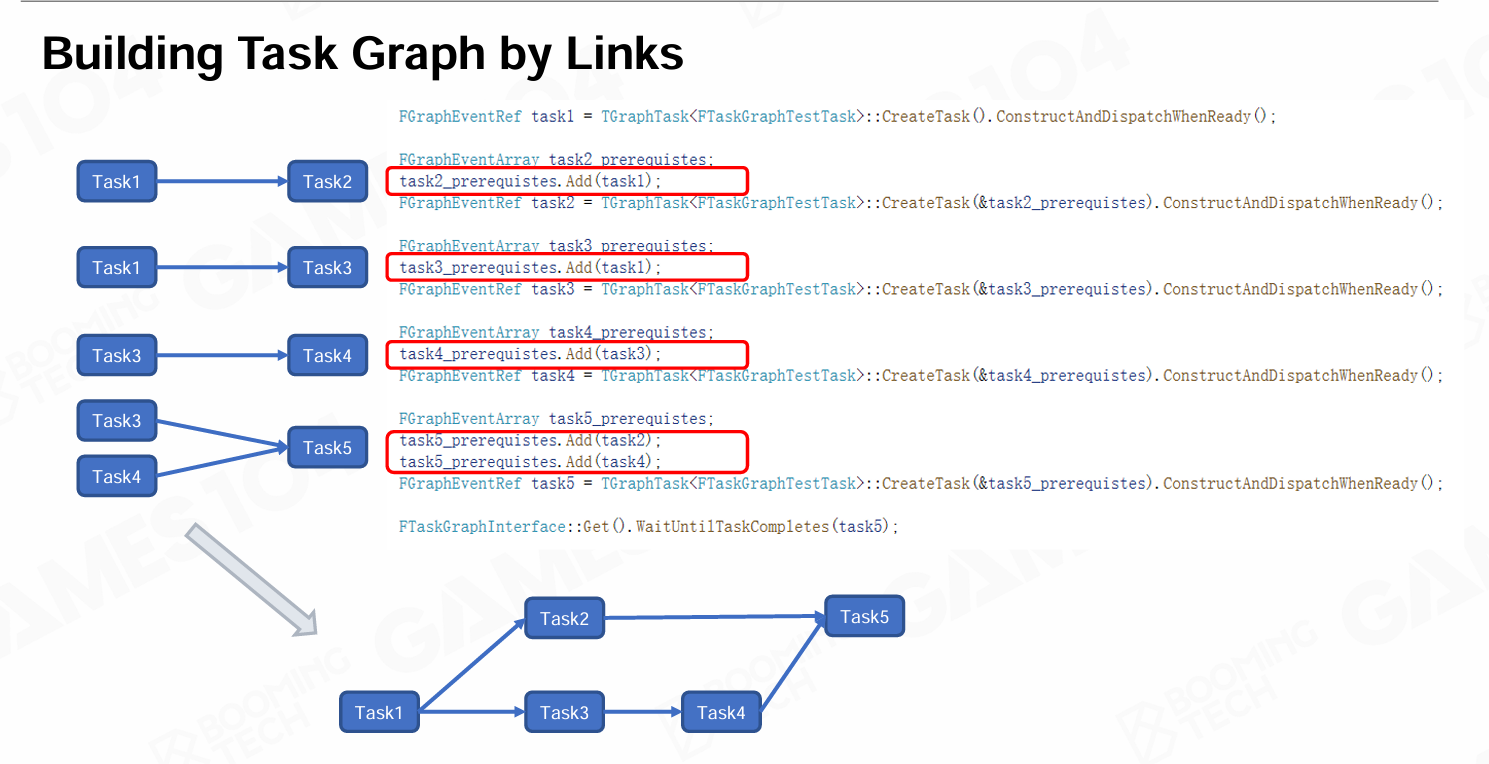 Building Task Graph by Links
FGraphEventRef task1 = TGraphTask<FTaskGraphTestTask>::CreateTask().ConstructAndDispatchWhenReady();
FGraphEventArray task2_prerequistes;
Task1
Task2
task2_prerequistes.Add(task1);
FGraphEventRef task2 = TGraphTask<FTaskGraphTestTask>::CreateTask(&task2_prerequistes).ConstructAndDispatchWhenReady();
FGraphEventArray task3_prerequistes;
Task1
Task3
task3_prerequistes.Add(task1);
FGraphEventRef task3 = TGraphTask<FTaskGraphTestTask>::CreateTask(&task3_prerequistes).ConstructAndDispatchWhenReady();
FGraphEventArray task4_prerequistes;
Task3
Task4
task4_prerequistes.Add(task3);
FGraphEventRef task4 = TGraphTask<FTaskGraphTestTask>::CreateTask(&task4_prerequistes).ConstructAndDispatchWhenReady();
FGraphEventArray task5_prerequistes;
Task3
Task4
Task5
task5_prerequistes.Add(task2);
task5_prerequistes.Add(task4);
FGraphEventRef task5 = TGraphTask<FTaskGraphTestTask>::CreateTask(&task5_prerequistes).ConstructAndDispatchWhenReady();
FTaskGraphInterface::Get().WaitUntilTaskCompletes(task5);
Task2
Task5
Task1
Task3
Task4
GAMES104
BOOMING
TECH